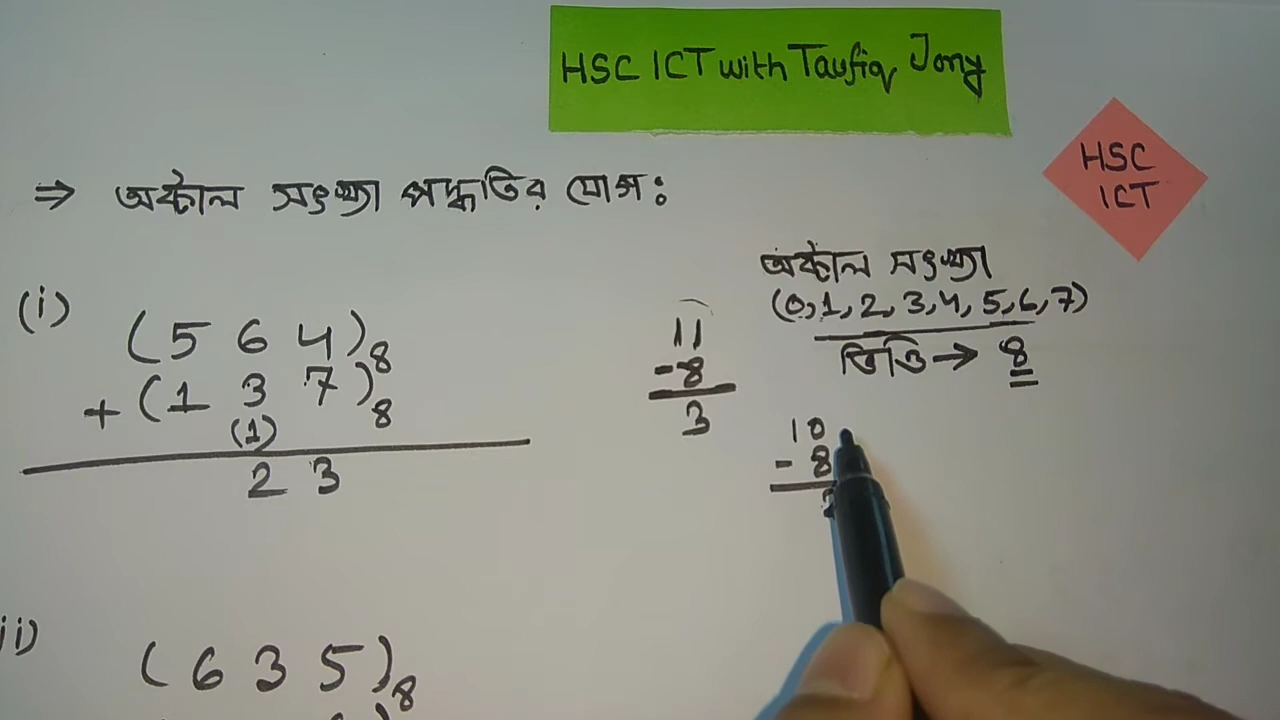 HSC ICT with Taufiq Jony
HSC
ICT
⇒ অক্টাল সংখ্যা পদ্ধতির যোগঃ
অক্টাল সংখ্যা
(0,1,2,3,4,5,6,7)
ভিত্তি → 8
(i)
(5 6 4)8
+ (1 3 7)8
(1)
2 3
11
-8
3
10
- 8
ii)
(6 3 5)8